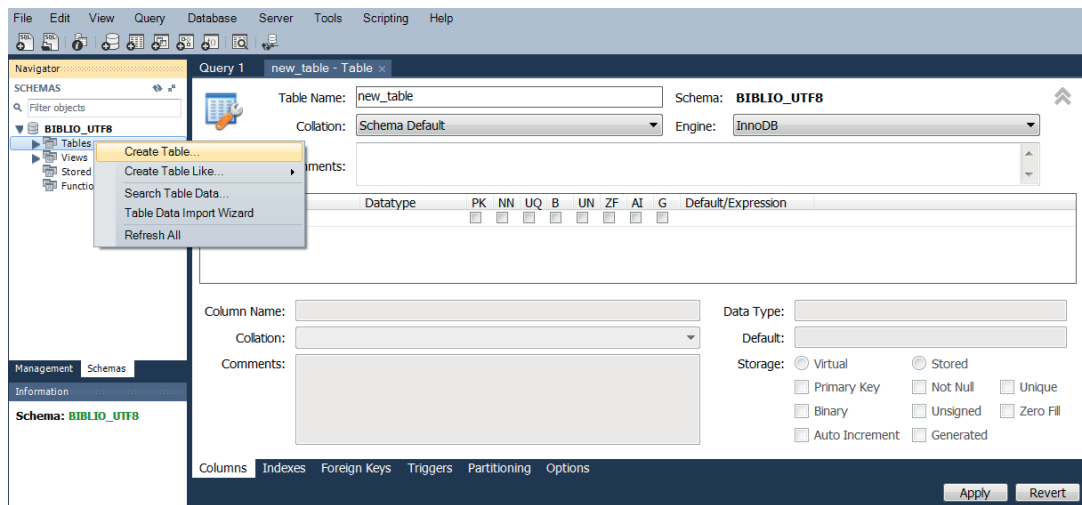 File Edit View Query Database Server Tools Scripting Help
SQL SQL
Navigator
SCHEMAS
Filter objects
BIBLIO_UTF8
Tables
Views
Stored
Functio
Create Table...
Create Table Like...
Search Table Data...
Table Data Import Wizard
Refresh All
Management Schemas
Information
Schema: BIBLIO_UTF8
Query 1 new_table - Table ×
Table Name: new_table Schema: BIBLIO_UTF8
Collation: Schema Default Engine: InnoDB
mments:
Datatype PK NN UQ B UN ZF AI G Default/Expression
Column Name: Data Type:
Collation: Default:
Comments: Storage: Virtual Stored
Primary Key Not Null Unique
Binary Unsigned Zero Fill
Auto Increment Generated
Columns Indexes Foreign Keys Triggers Partitioning Options
Apply Revert